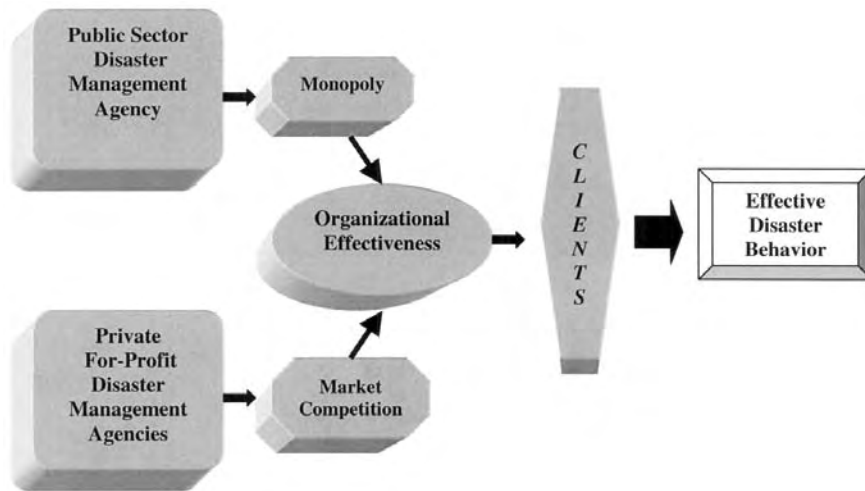 Public Sector
Disaster
Management
Agency
Monopoly
Organizational
Effectiveness
C
L
I
E
N
T
S
Effective
Disaster
Behavior
Private
For-Profit
Disaster
Management
Agencies
Market
Competition